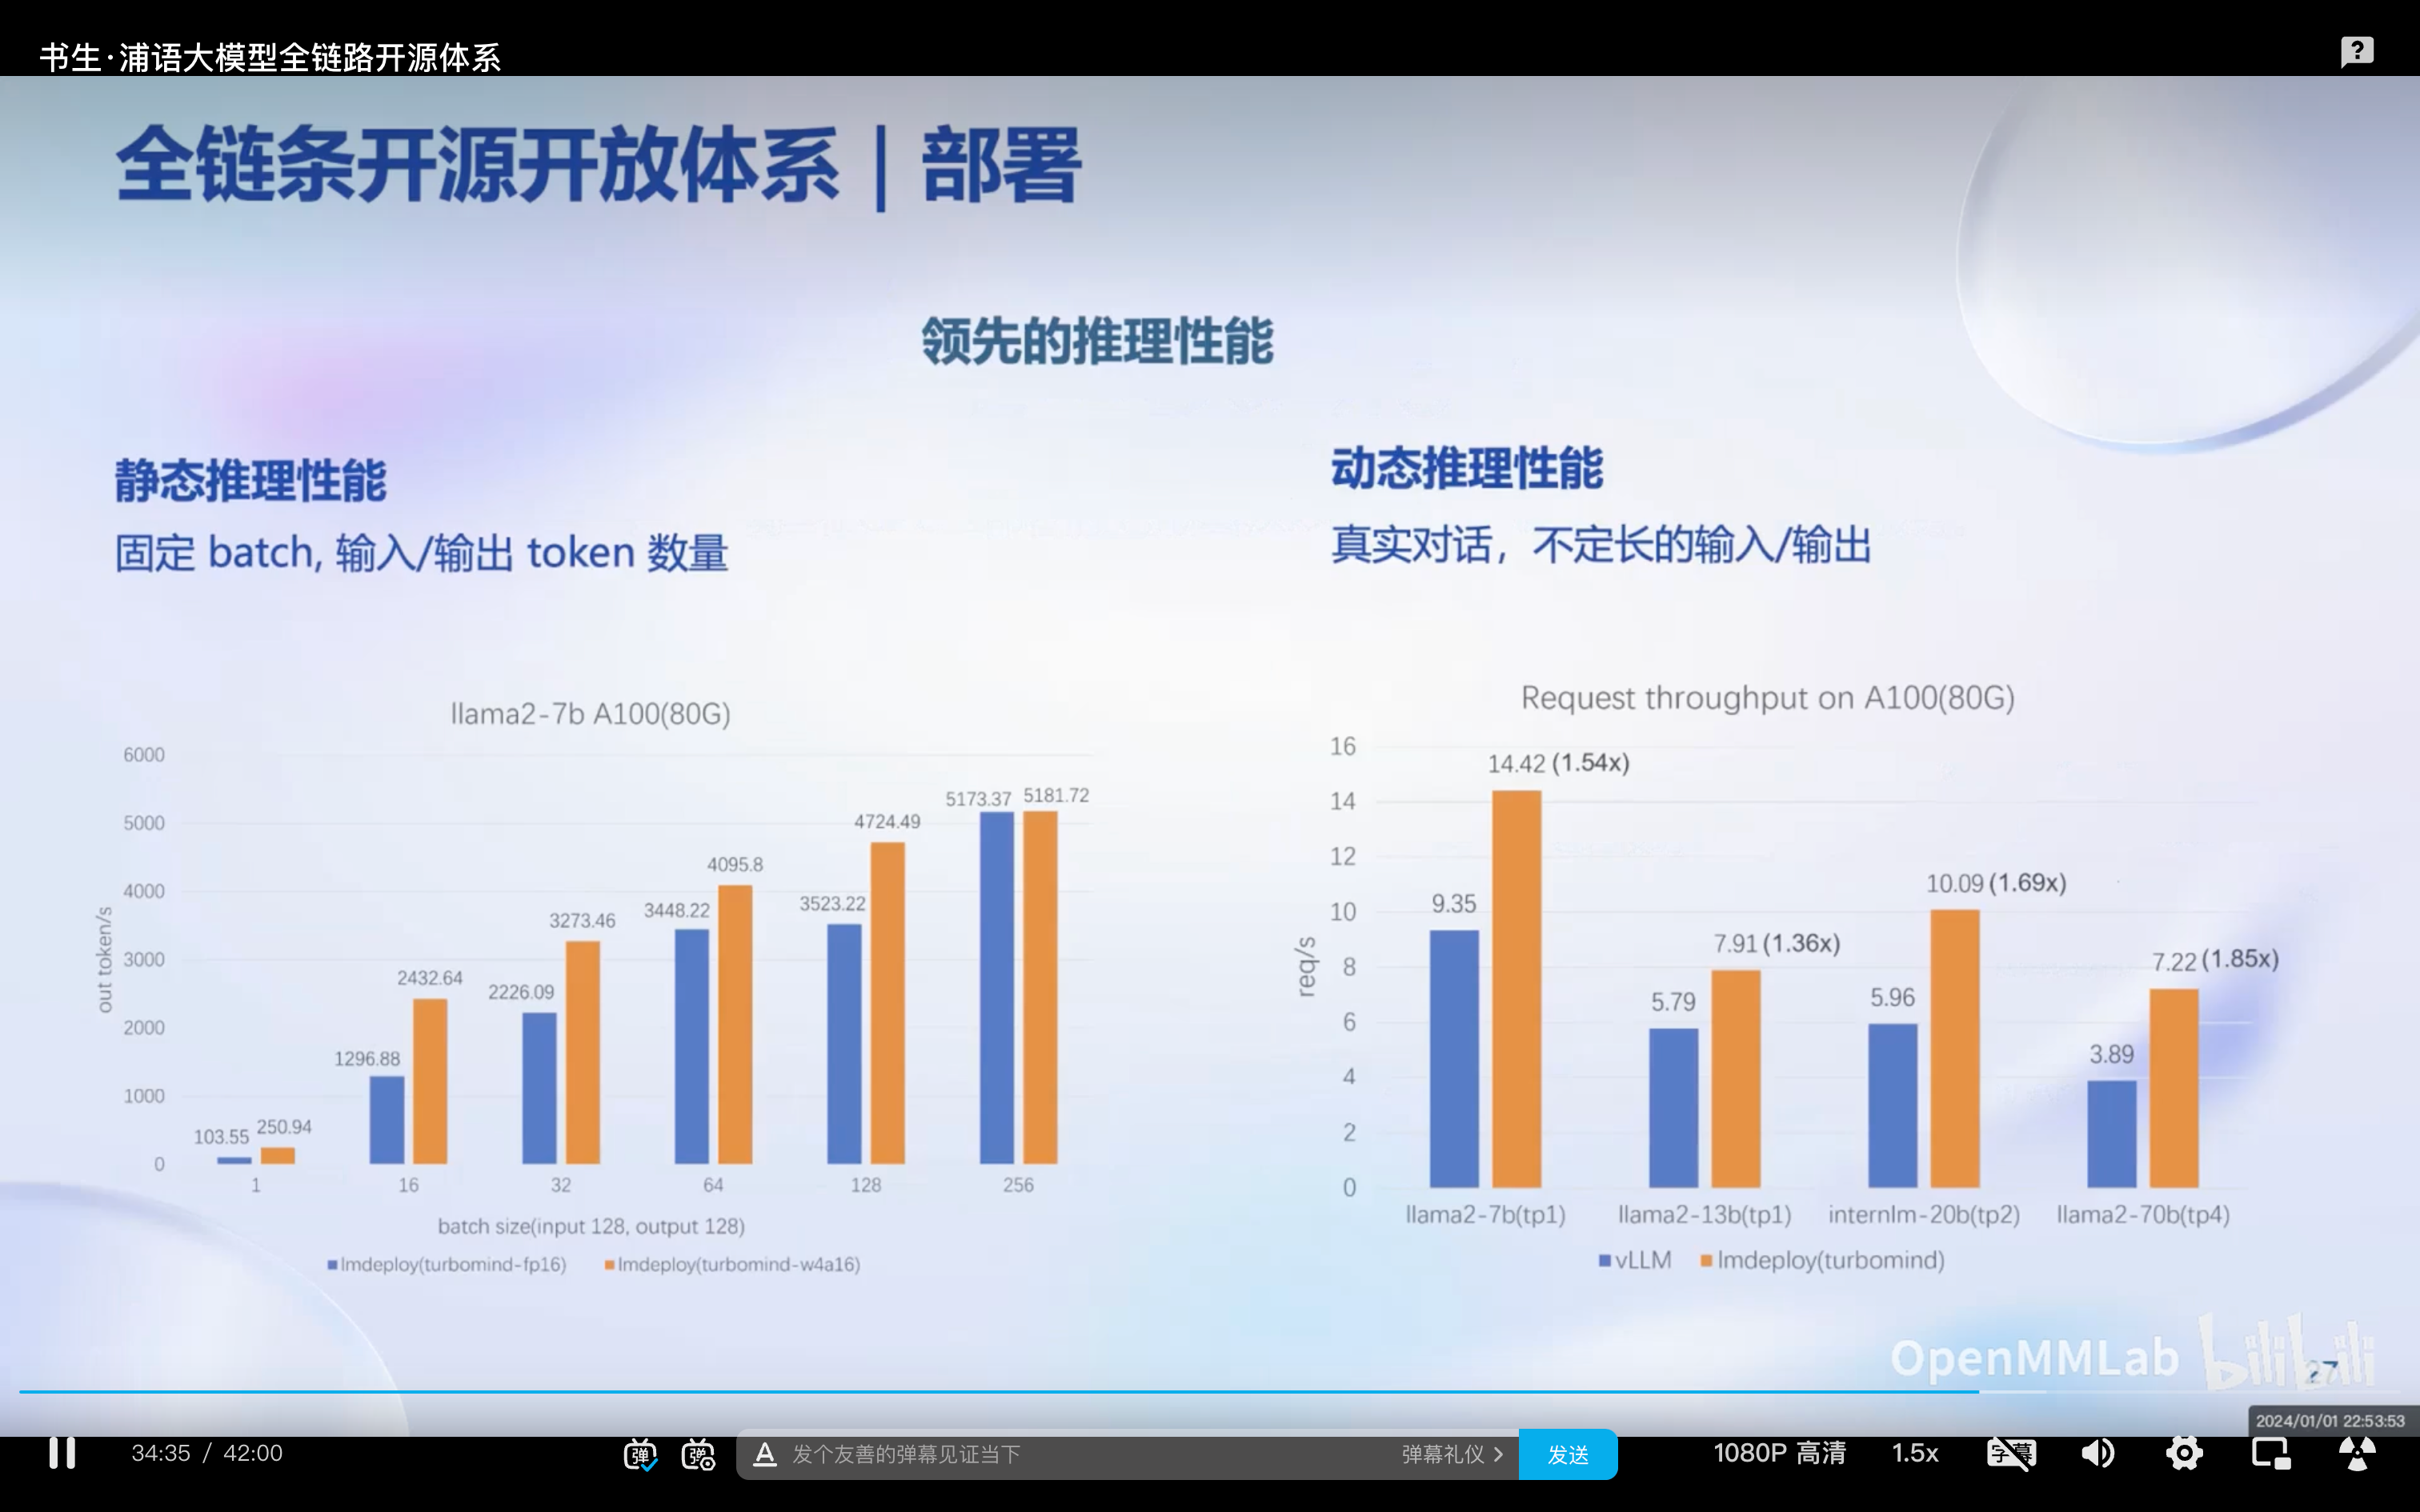 书生·浦语大模型全链路开源体系
全链条开源开放体系｜部署
领先的推理性能
静态推理性能
固定 batch, 输入/输出 token 数量
动态推理性能
真实对话，不定长的输入/输出
llama2-7b A100(80G)
6000
5000
4000
3000
2000
1000
0
out token/s
103.55 250.94
1296.88 2432.64
2226.09 3273.46
3448.22 4095.8
3523.22 4724.49
5173.37 5181.72
1 16 32 64 128 256
batch size(input 128, output 128)
lmdeploy(turbomind-fp16) lmdeploy(turbomind-w4a16)
Request throughput on A100(80G)
16
14
12
10
8
6
4
2
0
req/s
9.35 14.42 (1.54x)
5.79 7.91 (1.36x)
5.96 10.09 (1.69x)
3.89 7.22 (1.85x)
llama2-7b(tp1) llama2-13b(tp1) internlm-20b(tp2) llama2-70b(tp4)
vLLM lmdeploy(turbomind)
OpenMMLab bilibili
27
2024/01/01 22:53:53
34:35 / 42:00 弹 弹 A 发个友善的弹幕见证当下 弹幕礼仪 发送 1080P 高清 1.5x 字幕